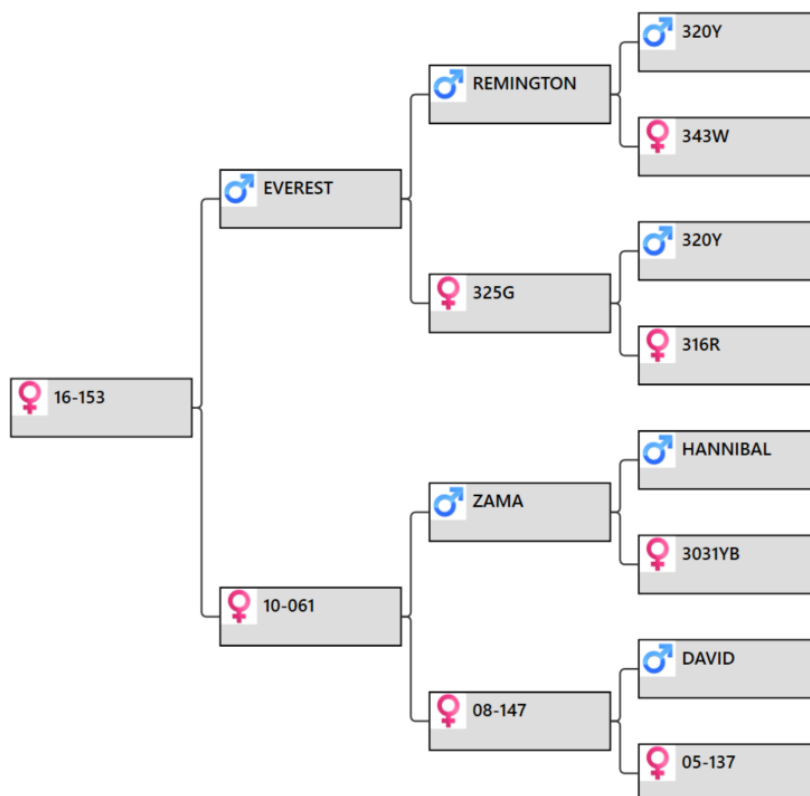 320Y
REMINGTON
343W
EVEREST
320Y
325G
316R
16-153
HANNIBAL
ZAMA
3031YB
10-061
DAVID
08-147
05-137